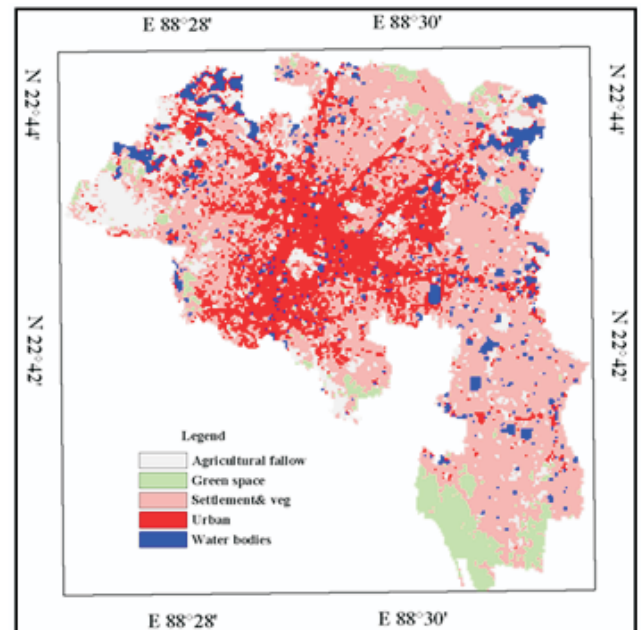 E 88°28' E 88°30'
N 22°44' N 22°44'
N 22°42' N 22°42'
Legend
Agricultural fallow
Green space
Settlement& veg
Urban
Water bodies
E 88°28' E 88°30'